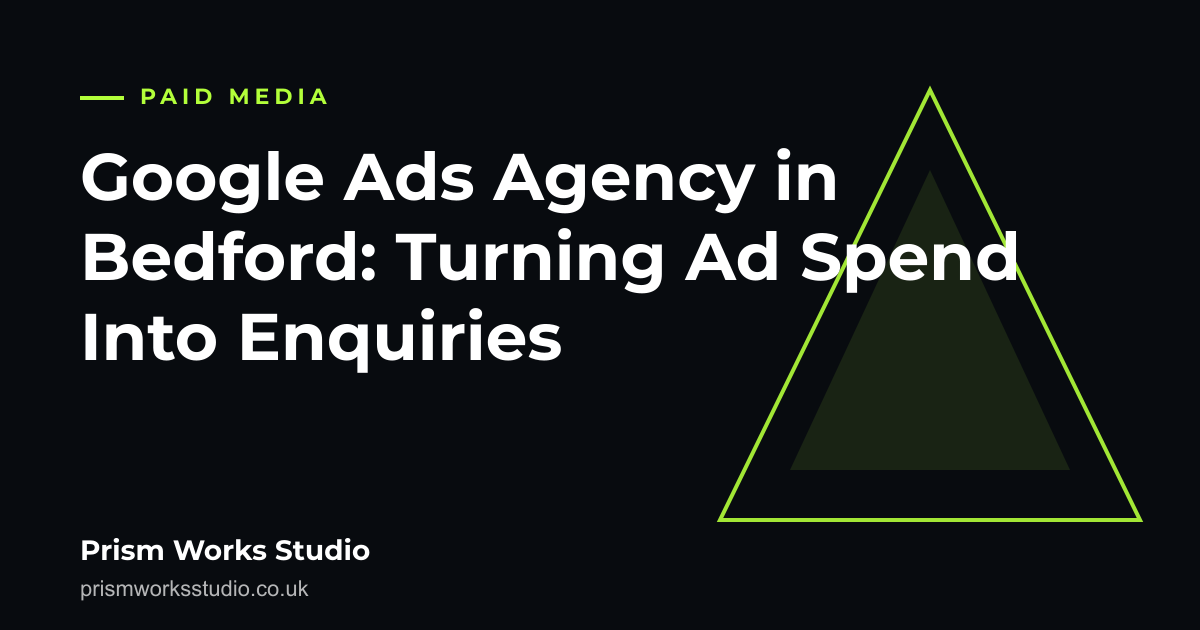 PAID MEDIA
Google Ads Agency in
Bedford: Turning Ad Spend
Into Enquiries
Prism Works Studio
prismworksstudio.co.uk